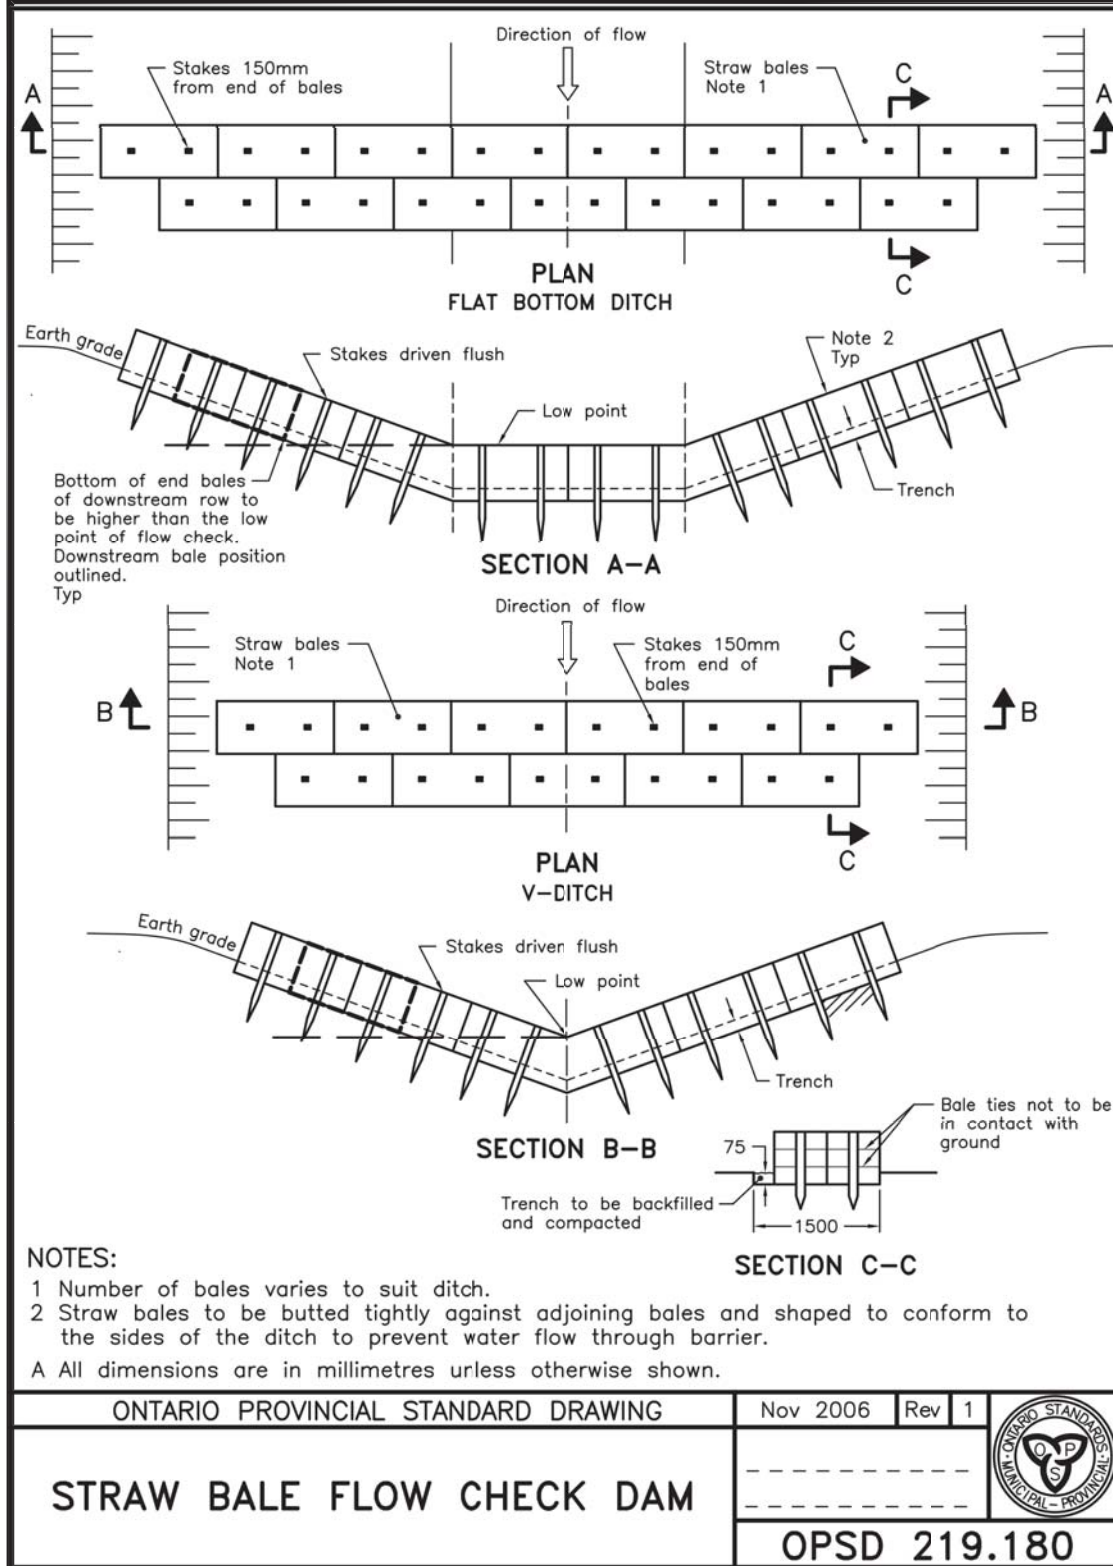 Direction of flow
Stakes 150mm
from end of bales
Straw bales
Note 1
C
A
A
C
PLAN
FLAT BOTTOM DITCH
Earth grade
Stakes driven flush
Note 2
Typ
Low point
Bottom of end bales
of downstream row to
be higher than the low
point of flow check.
Downstream bale position
outlined.
Typ
Trench
SECTION A-A
Direction of flow
Straw bales
Note 1
Stakes 150mm
from end of
bales
C
B
B
C
PLAN
V-DITCH
Earth grade
Stakes driven flush
Low point
Trench
SECTION B-B
Bale ties not to be
in contact with
ground
75
Trench to be backfilled
and compacted
1500
SECTION C-C
NOTES:
1 Number of bales varies to suit ditch.
2 Straw bales to be butted tightly against adjoining bales and shaped to conform to
the sides of the ditch to prevent water flow through barrier.
A All dimensions are in millimetres unless otherwise shown.
ONTARIO PROVINCIAL STANDARD DRAWING
Nov 2006
Rev
1
ONTARIO STANDARDS
MUNICIPAL - PROVINCIAL
O P S
STRAW BALE FLOW CHECK DAM
OPSD 219.180